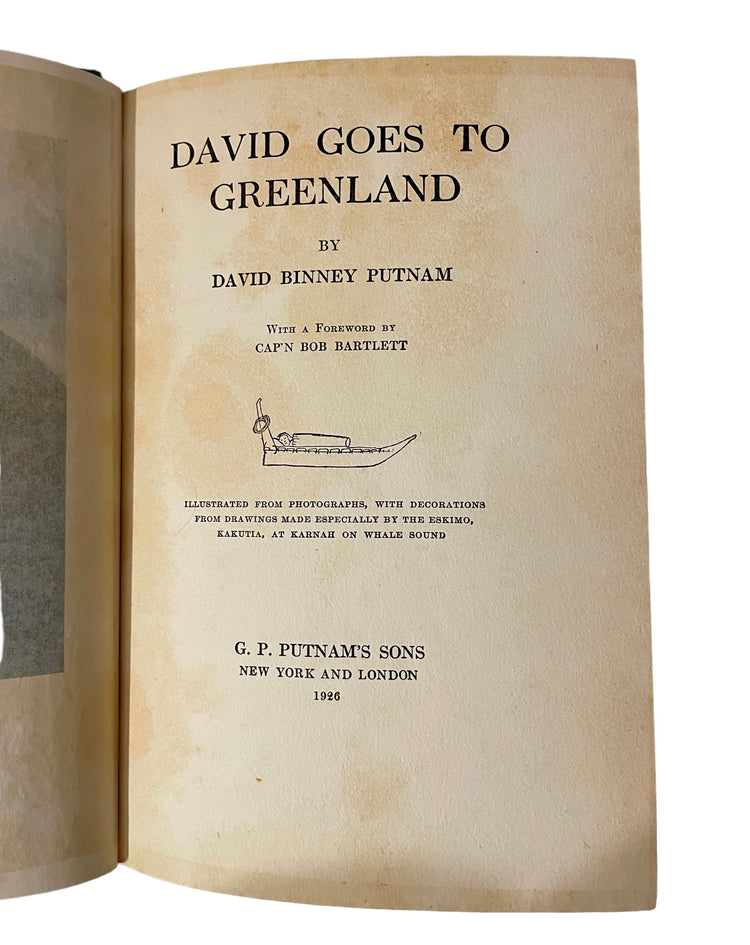 DAVID GOES TO
GREENLAND
BY
DAVID BINNEY PUTNAM
WITH A FOREWORD BY
CAP'N BOB BARTLETT
ILLUSTRATED FROM PHOTOGRAPHS, WITH DECORATIONS
FROM DRAWINGS MADE ESPECIALLY BY THE ESKIMO,
KAKUTIA, AT KARNAH ON WHALE SOUND
G. P. PUTNAM'S SONS
NEW YORK AND LONDON
1926